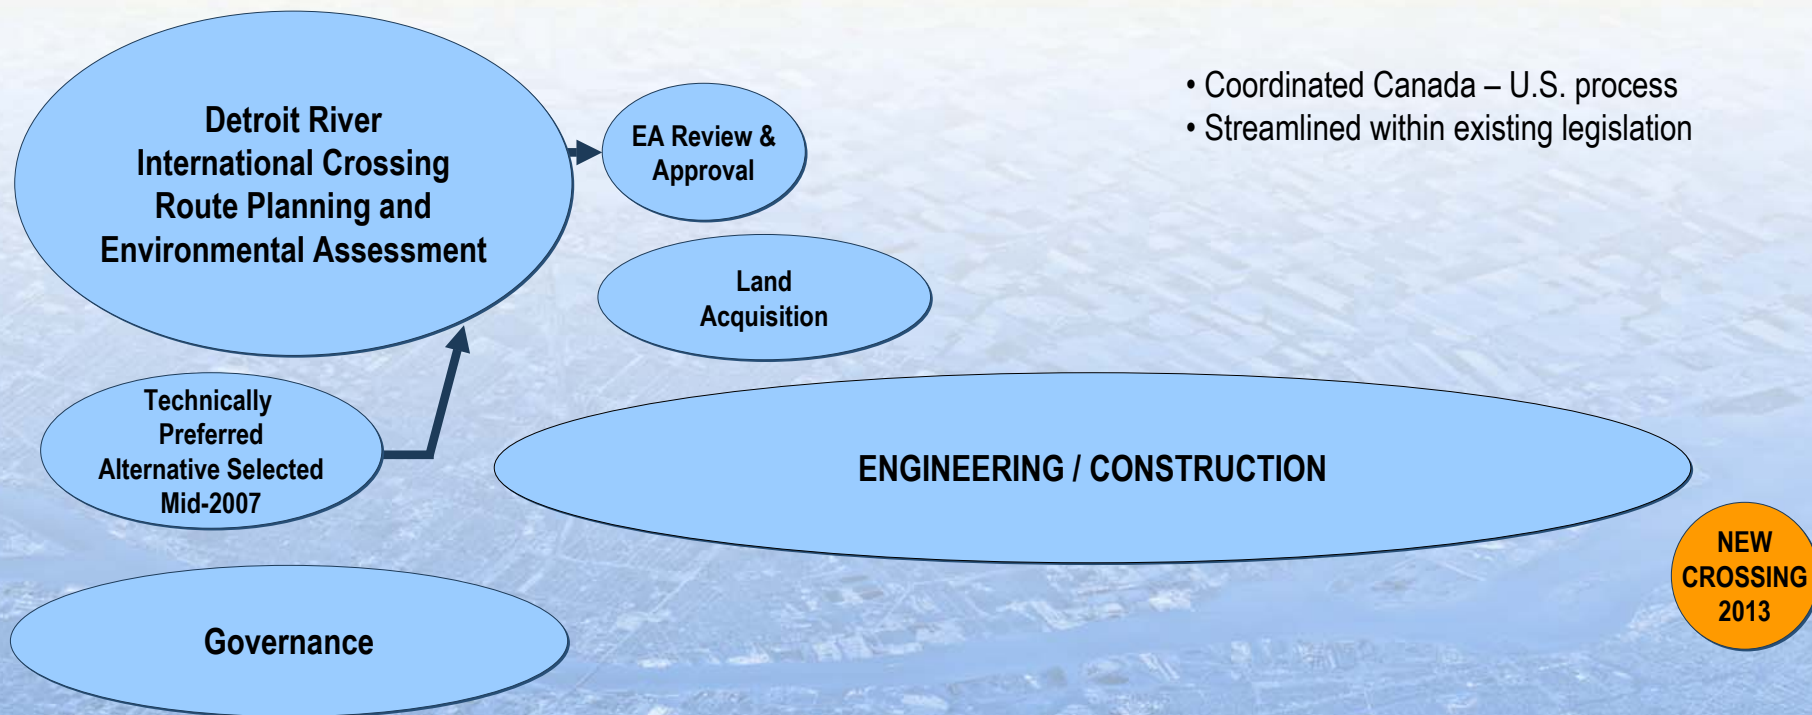 Detroit River
International Crossing
Route Planning and
Environmental Assessment
EA Review &
Approval
• Coordinated Canada – U.S. process
• Streamlined within existing legislation
Land
Acquisition
Technically
Preferred
Alternative Selected
Mid-2007
ENGINEERING / CONSTRUCTION
NEW
CROSSING
2013
Governance